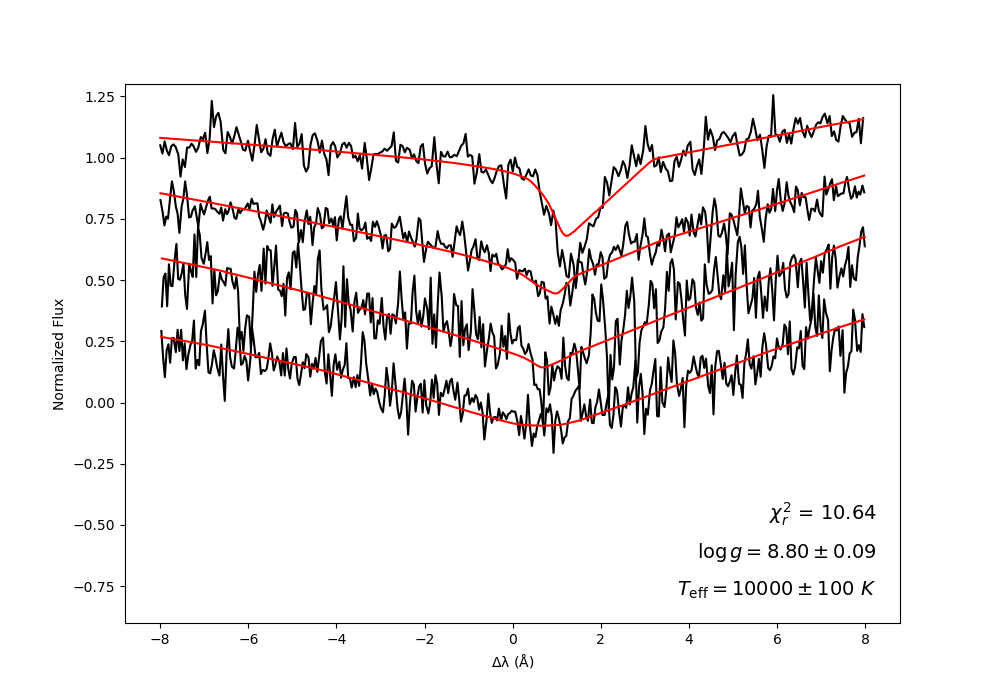 1.25
1.00
0.75
0.50
0.25
0.00
−0.25
−0.50
−0.75
Normalized Flux
χ²ᵣ = 10.64
log g = 8.80 ± 0.09
T_eff = 10000 ± 100 K
−8 −6 −4 −2 0 2 4 6 8
Δλ (Å)